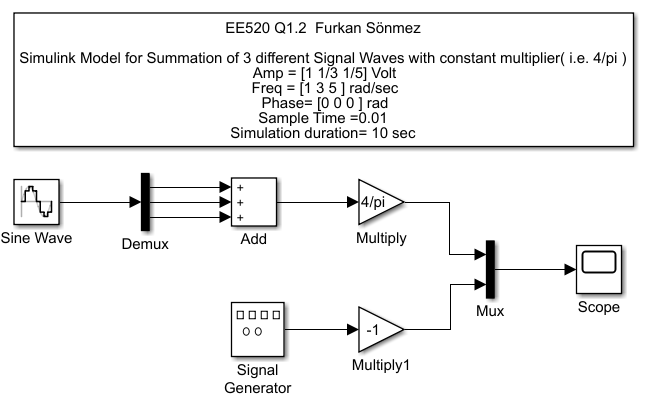 EE520 Q1.2 Furkan Sönmez
Simulink Model for Summation of 3 different Signal Waves with constant multiplier( i.e. 4/pi )
Amp = [1 1/3 1/5] Volt
Freq = [1 3 5 ] rad/sec
Phase= [0 0 0 ] rad
Sample Time =0.01
Simulation duration= 10 sec
Sine Wave
Demux
+
+
+
Add
4/pi
Multiply
Mux
Scope
Signal
Generator
-1
Multiply1